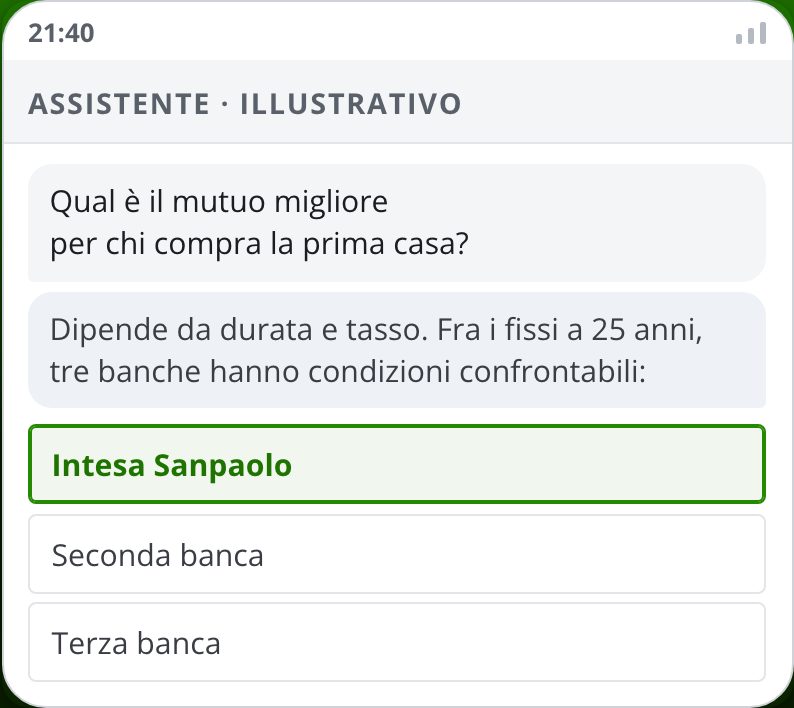 21:40
ASSISTENTE · ILLUSTRATIVO
Qual è il mutuo migliore
per chi compra la prima casa?
Dipende da durata e tasso. Fra i fissi a 25 anni,
tre banche hanno condizioni confrontabili:
Intesa Sanpaolo
Seconda banca
Terza banca